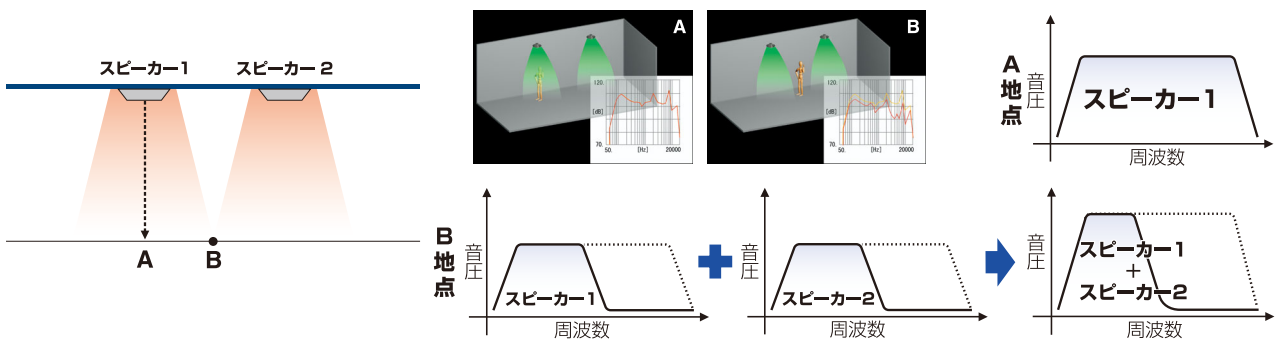 スピーカー1
スピーカー2
A
B
A
120.
[dB]
70.
50.
[Hz]
20000
B
120.
[dB]
70.
50.
[Hz]
20000
A地点
音圧
スピーカー1
周波数
B地点
音圧
スピーカー1
周波数
音圧
スピーカー2
周波数
音圧
スピーカー1
+
スピーカー2
周波数